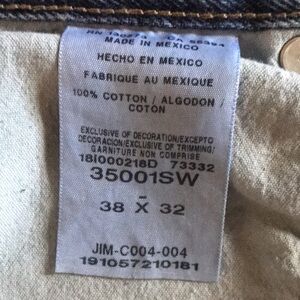 MADE IN MEXICO
HECHO EN MEXICO
FABRIQUE AU MEXIQUE
100% COTTON / ALGODON /
COTON
EXCLUSIVE OF DECORATION/EXCEPTO
DECORACION/EXCLUSIVE OF TRIMMING/
GARNITURE NON COMPRISE
18I000218D 73332
35001SW
-
38 X 32
JIM-C004-004
191057210181